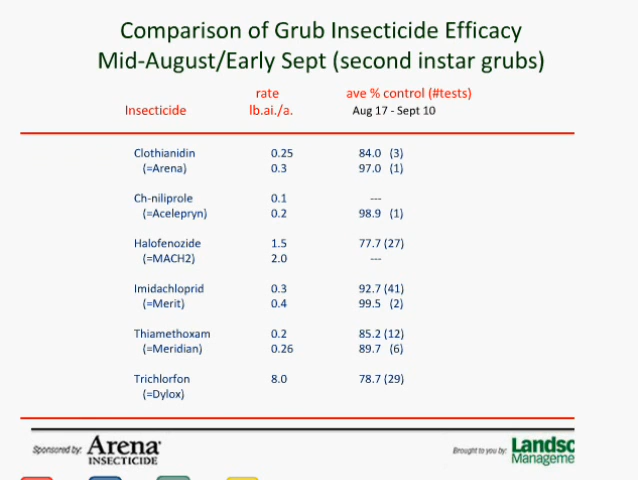 Comparison of Grub Insecticide Efficacy
Mid-August/Early Sept (second instar grubs)
rate ave % control (#tests)
Insecticide lb.ai./a. Aug 17 - Sept 10
Clothianidin 0.25 84.0 (3)
(=Arena) 0.3 97.0 (1)
Ch-niliprole 0.1 ---
(=Acelepryn) 0.2 98.9 (1)
Halofenozide 1.5 77.7 (27)
(=MACH2) 2.0 ---
Imidachloprid 0.3 92.7 (41)
(=Merit) 0.4 99.5 (2)
Thiamethoxam 0.2 85.2 (12)
(=Meridian) 0.26 89.7 (6)
Trichlorfon 8.0 78.7 (29)
(=Dylox)
Sponsored by: Arena Brought to you by: Landsc
INSECTICIDE Manageme